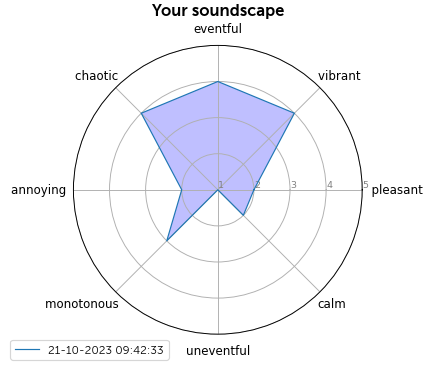 Your soundscape
eventful
chaotic
vibrant
annoying
1
2
3
4
5
pleasant
monotonous
calm
uneventful
21-10-2023 09:42:33